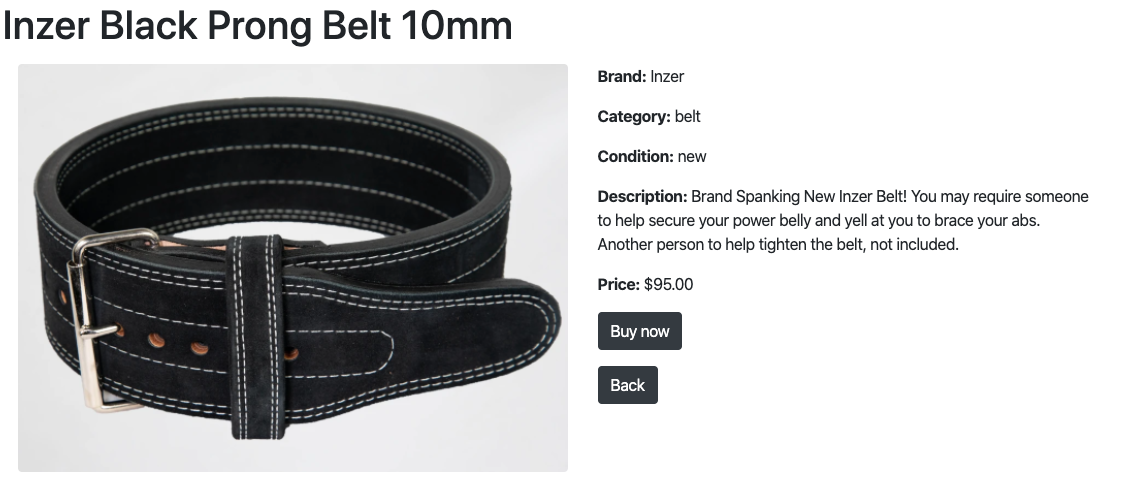 Inzer Black Prong Belt 10mm
Brand: Inzer
Category: belt
Condition: new
Description: Brand Spanking New Inzer Belt! You may require someone
to help secure your power belly and yell at you to brace your abs.
Another person to help tighten the belt, not included.
Price: $95.00
Buy now
Back